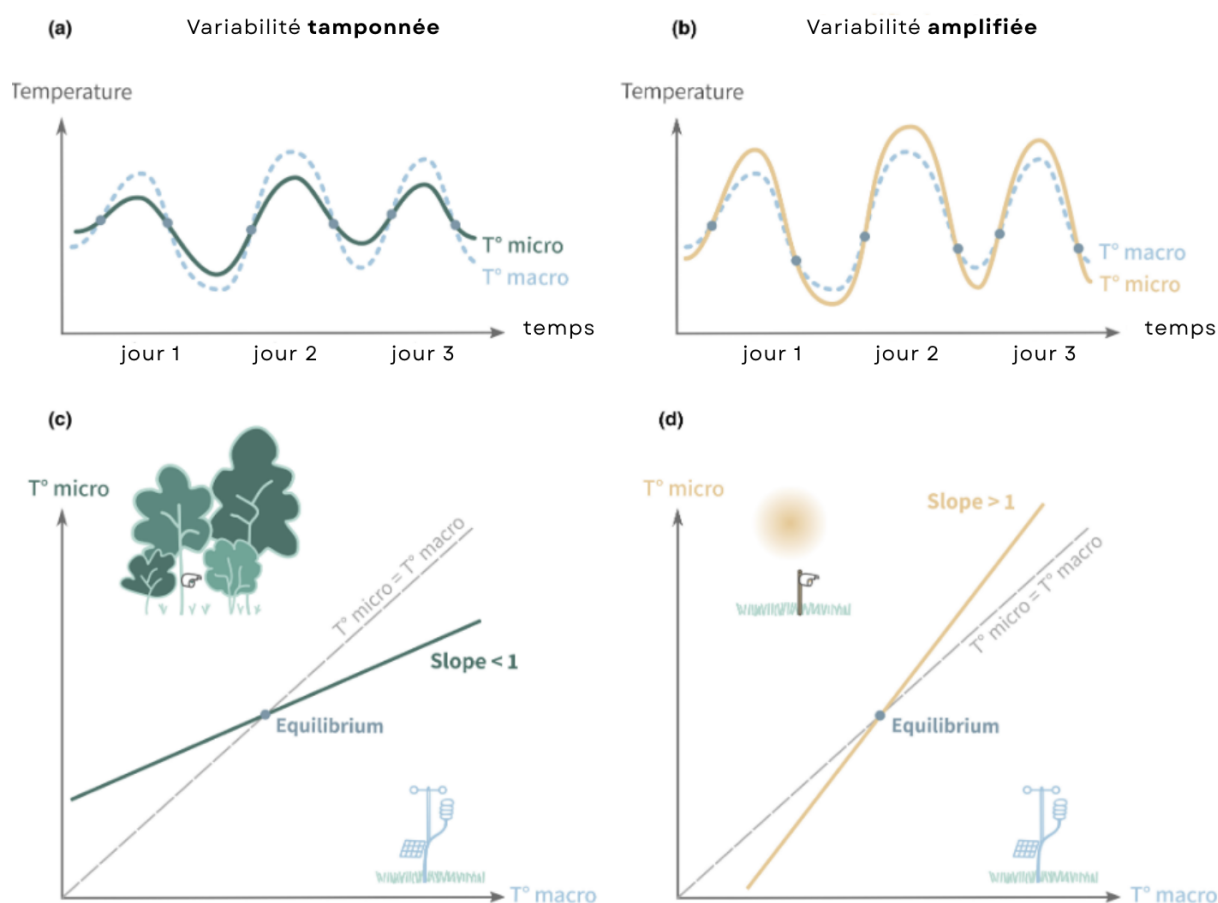 (a) Variabilité tamponnée
(b) Variabilité amplifiée
Temperature
Temperature
T° micro
T° macro
T° macro
T° micro
temps
temps
jour 1 jour 2 jour 3
jour 1 jour 2 jour 3
(c)
(d)
T° micro
T° micro = T° macro
Slope < 1
Equilibrium
T° macro
T° micro
Slope > 1
T° micro = T° macro
Equilibrium
T° macro